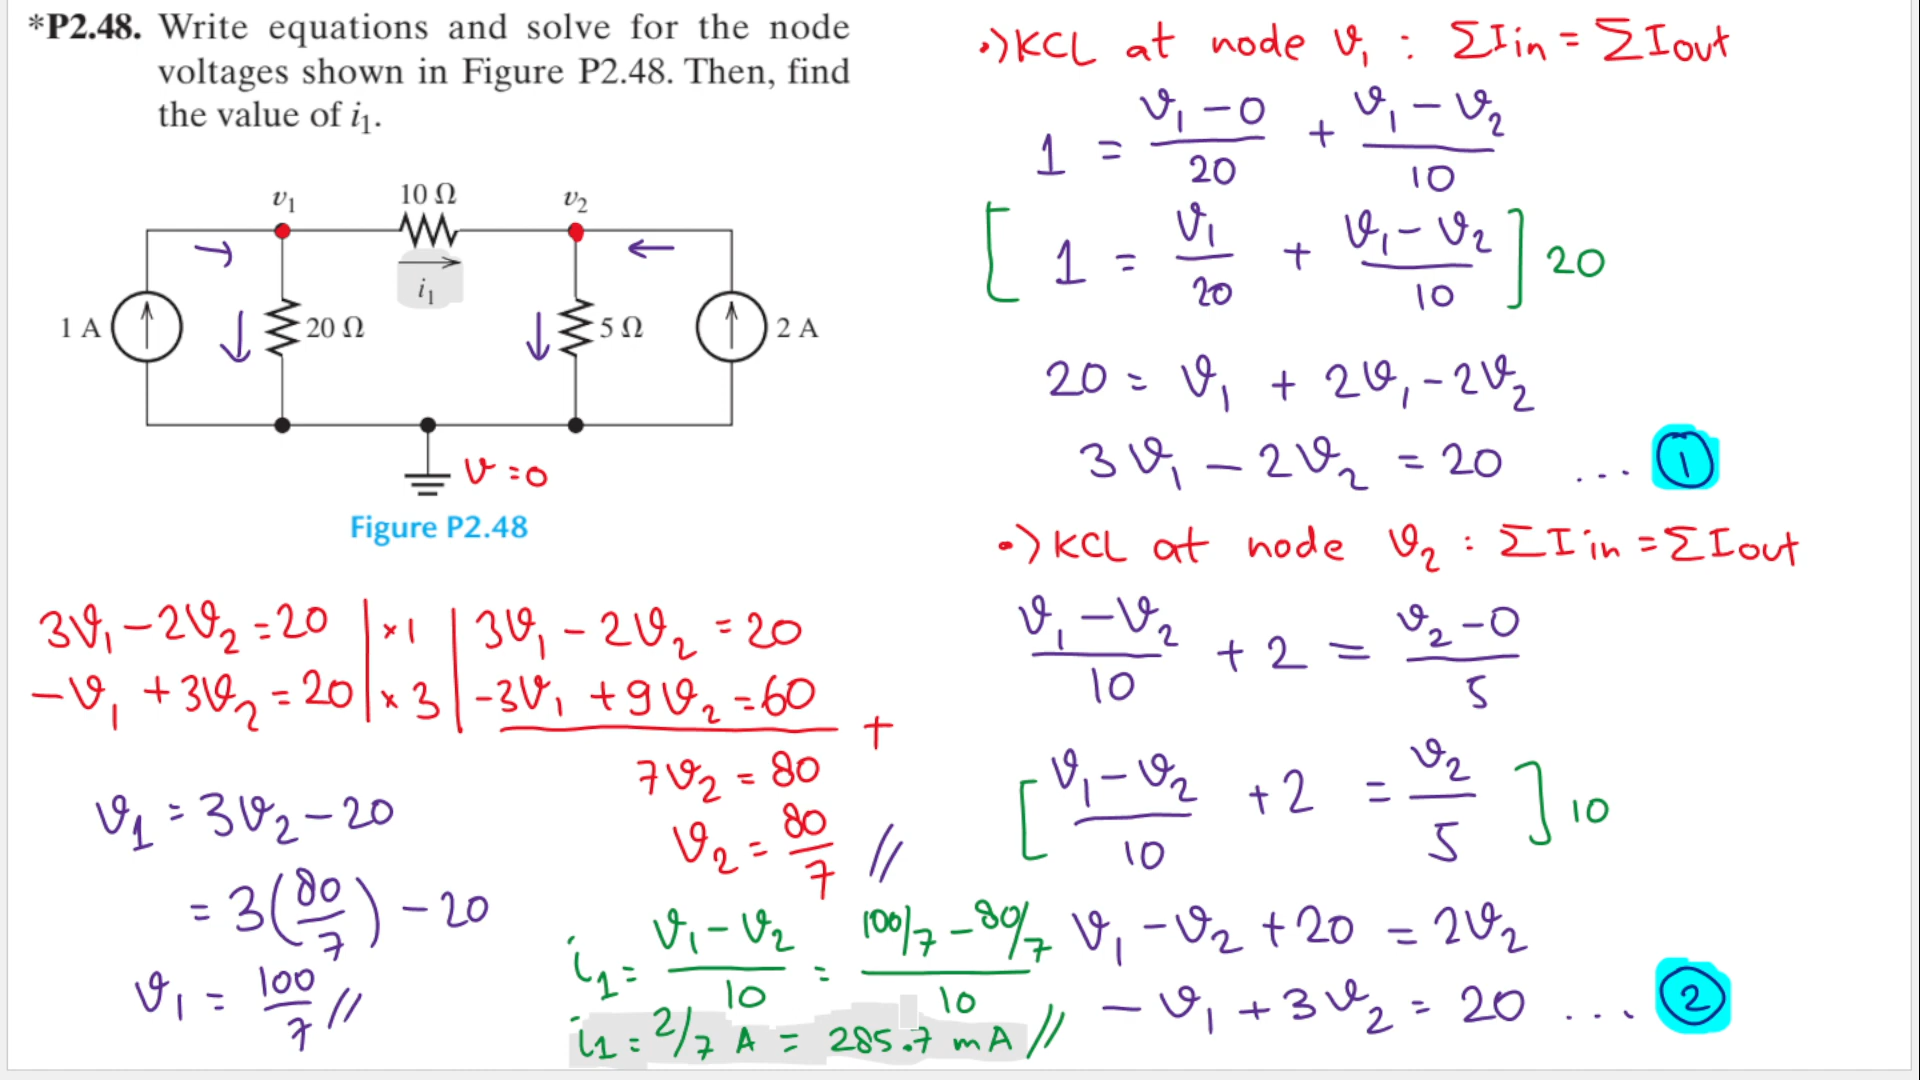 *P2.48. Write equations and solve for the node
voltages shown in Figure P2.48. Then, find
the value of i₁.
v₁
10 Ω
v₂
i₁
1 A
20 Ω
5 Ω
2 A
v = 0
Figure P2.48
3v₁ − 2v₂ = 20 | × 1 | 3v₁ − 2v₂ = 20
−v₁ + 3v₂ = 20 | × 3 | −3v₁ + 9v₂ = 60 +
7v₂ = 80
v₂ = 80/7 //
v₁ = 3v₂ − 20
= 3(80/7) − 20
v₁ = 100/7 //
i₁ = (v₁ − v₂)/10 = (100/7 − 80/7)/10
i₁ = 2/7 A = 285.7 mA //
•) KCL at node v₁ : ΣIin = ΣIout
1 = (v₁ − 0)/20 + (v₁ − v₂)/10
[ 1 = v₁/20 + (v₁ − v₂)/10 ] 20
20 = v₁ + 2v₁ − 2v₂
3v₁ − 2v₂ = 20 ... ①
•) KCL at node v₂ : ΣIin = ΣIout
(v₁ − v₂)/10 + 2 = (v₂ − 0)/5
[ (v₁ − v₂)/10 + 2 = v₂/5 ] 10
v₁ − v₂ + 20 = 2v₂
−v₁ + 3v₂ = 20 ... ②